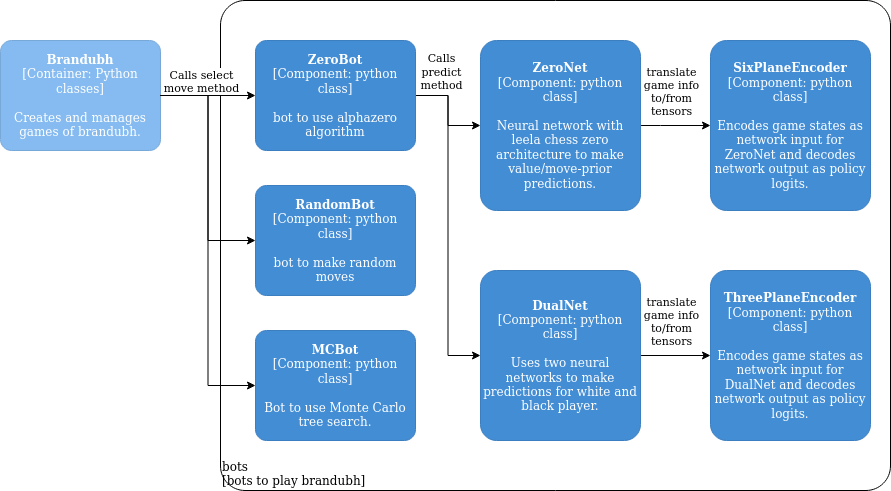 Brandubh
[Container: Python
classes]
Creates and manages
games of brandubh.
Calls select
move method
ZeroBot
[Component: python
class]
bot to use alphazero
algorithm
Calls
predict
method
ZeroNet
[Component: python
class]
Neural network with
leela chess zero
architecture to make
value/move-prior
predictions.
translate
game info
to/from
tensors
SixPlaneEncoder
[Component: python
class]
Encodes game states as
network input for
ZeroNet and decodes
network output as policy
logits.
RandomBot
[Component: python
class]
bot to make random
moves
MCBot
[Component: python
class]
Bot to use Monte Carlo
tree search.
DualNet
[Component: python
class]
Uses two neural
networks to make
predictions for white and
black player.
translate
game info
to/from
tensors
ThreePlaneEncoder
[Component: python
class]
Encodes game states as
network input for
DualNet and decodes
network output as policy
logits.
bots
[bots to play brandubh]